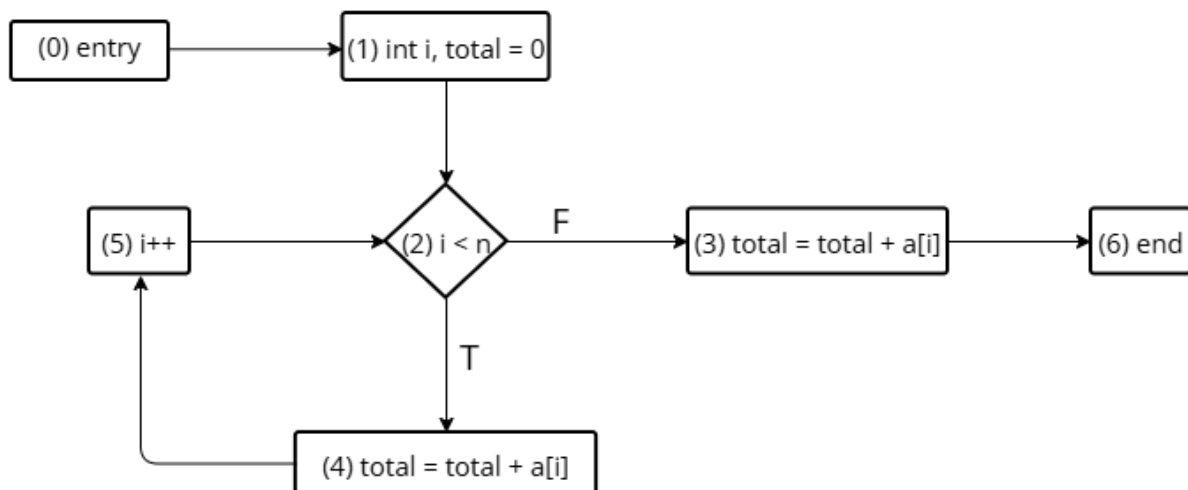 (0) entry
(1) int i, total = 0
F
(5) i++
(2) i < n
(3) total = total + a[i]
(6) end
T
(4) total = total + a[i]